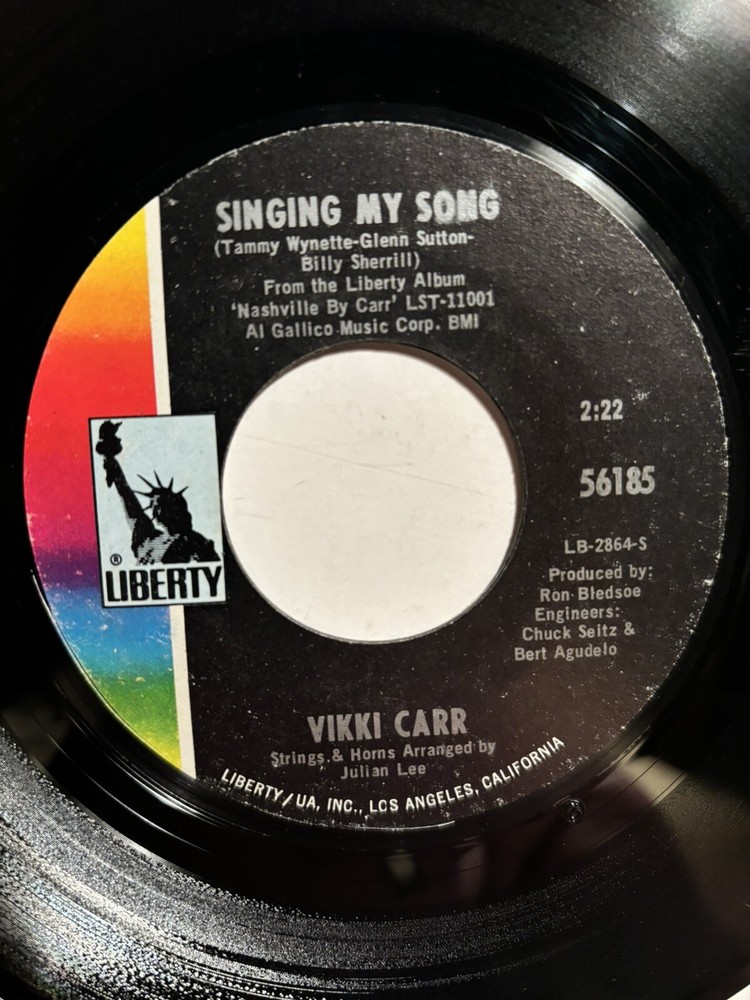 SINGING MY SONG
(Tammy Wynette-Glenn Sutton-
Billy Sherrill)
From the Liberty Album
'Nashville By Carr' LST-11001
Al Gallico Music Corp. BMI
2:22
56185
LB-2864-S
Produced by:
Ron Bledsoe
Engineers:
Chuck Seitz &
Bert Agudelo
®
LIBERTY
VIKKI CARR
Strings & Horns Arranged by
Julian Lee
LIBERTY/UA, INC., LOS ANGELES, CALIFORNIA